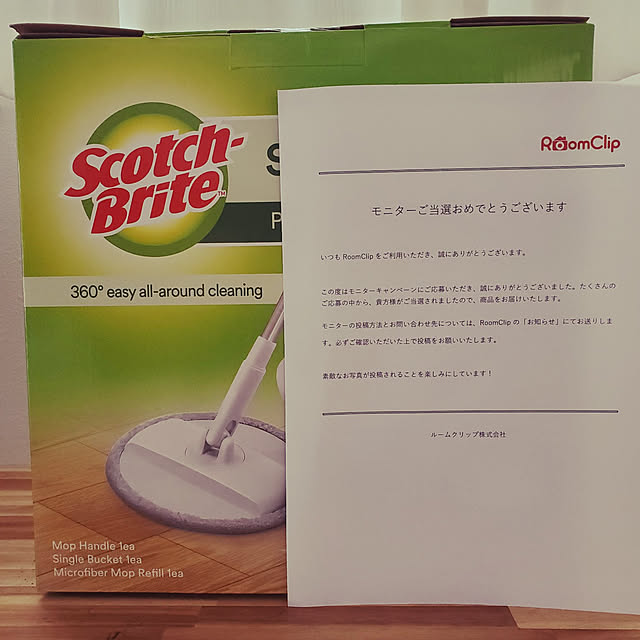 Scotch-
Brite™
S
P
360° easy all-around cleaning
Mop Handle 1ea
Single Bucket 1ea
Microfiber Mop Refill 1ea
RoomClip
モニターご当選おめでとうございます
いつも RoomClip をご利用いただき、誠にありがとうございます。
この度はモニターキャンペーンにご応募いただき、誠にありがとうございました。たくさんの
ご応募の中から、貴方様がご当選されましたので、商品をお届けいたします。
モニターの投稿方法とお問い合わせ先については、RoomClip の「お知らせ」にてお送りしま
す。必ずご確認いただいた上で投稿をお願いいたします。
素敵なお写真が投稿されることを楽しみにしています！
ルームクリップ株式会社